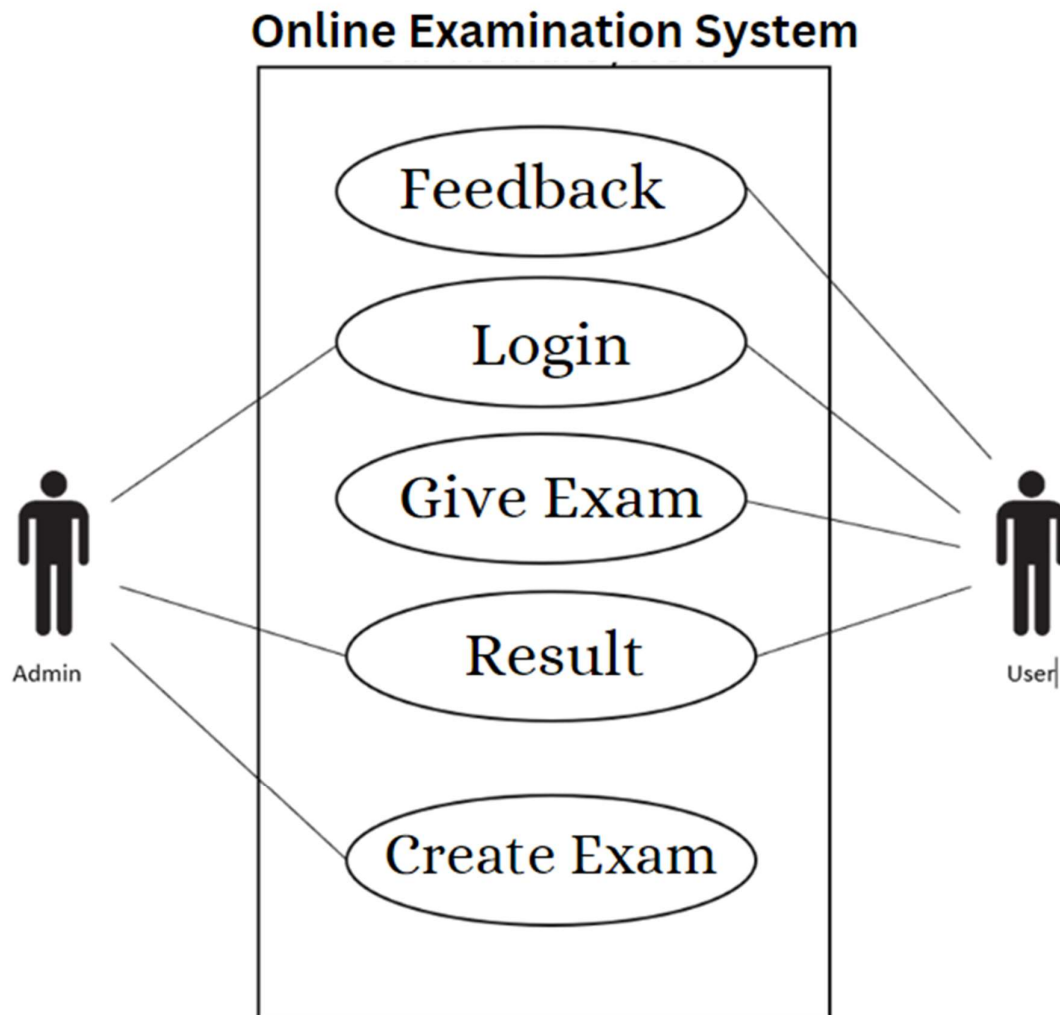 Online Examination System
Feedback
Login
Give Exam
Result
Create Exam
Admin
User